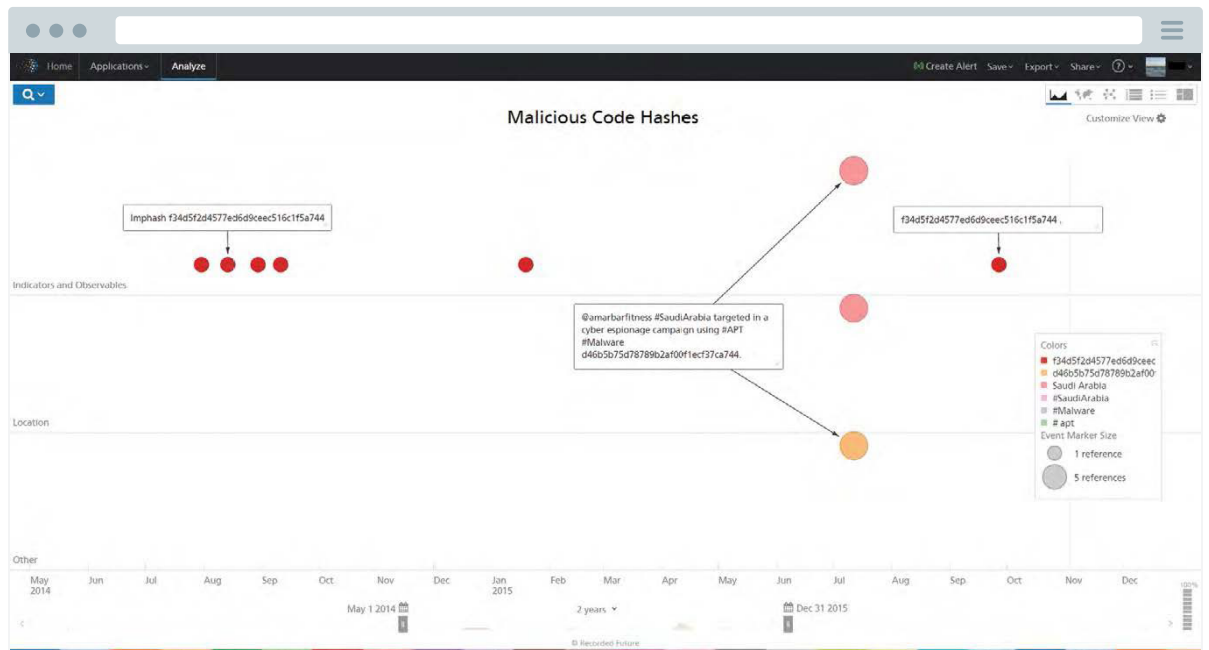 Home Applications Analyze Create Alert Save Export Share ?
Malicious Code Hashes
Customize View
Imphash f34d5f2d4577ed6d9ceec516c1f5a744
f34d5f2d4577ed6d9ceec516c1f5a744 .
Indicators and Observables
@amarbarfitness #SaudiArabia targeted in a
cyber espionage campaign using #APT
#Malware
d46b5b75d78789b2af00f1ecf37ca744.
Colors
f34d5f2d4577ed6d9ceec
d46b5b75d78789b2af00
Saudi Arabia
#SaudiArabia
#Malware
# apt
Event Marker Size
1 reference
5 references
Location
Other
May Jun Jul Aug Sep Oct Nov Dec Jan Feb Mar Apr May Jun Jul Aug Sep Oct Nov Dec
2014 2015
100%
May 1 2014 2 years Dec 31 2015
© Recorded Future